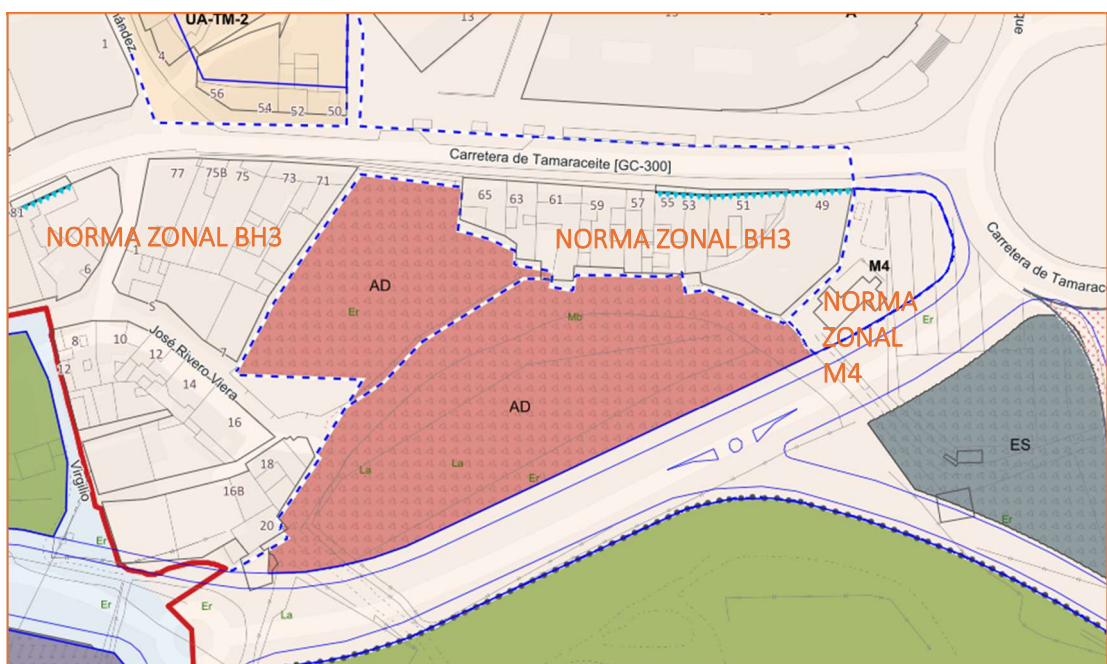 UA-TM-2
13
A
que
nández
1
4
56
54
52
50
Carretera de Tamaraceite [GC-300]
77
75B
75
73
71
65
63
61
59
57
55
53
51
49
81
NORMA ZONAL BH3
NORMA ZONAL BH3
6
1
M4
Carretera de Tamarac
AD
Er
Mb
NORMA
ZONAL
M4
Er
S
7
José Rivero Viera
8
10
12
12
14
16
AD
ES
18
La
La
Er
16B
Virgilio
20
Er
Er
Er
Er
La